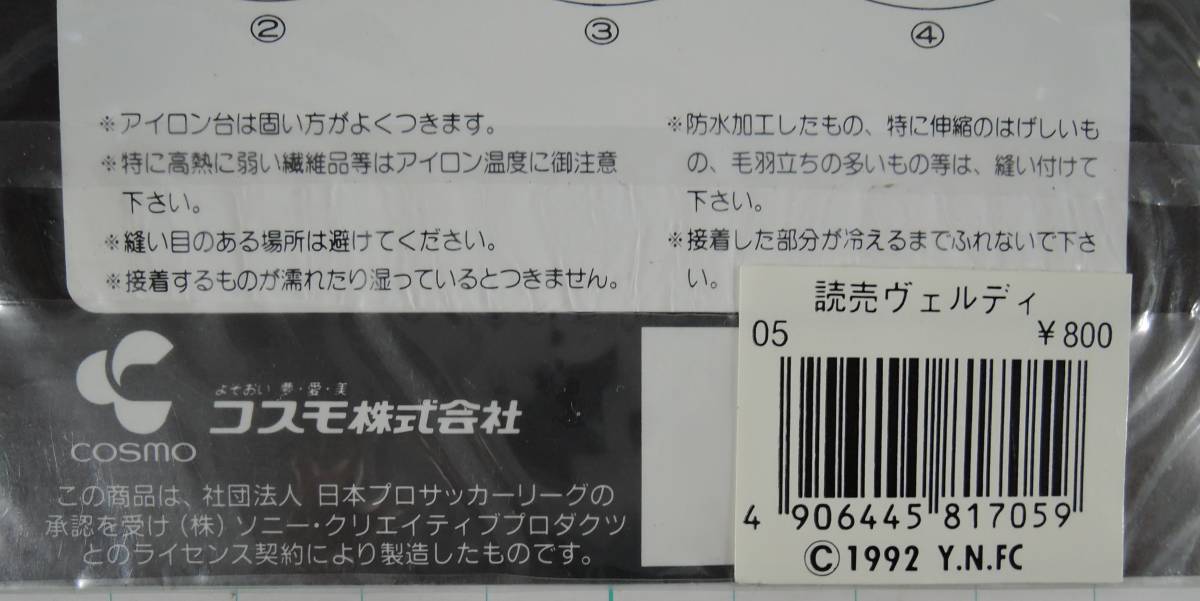 ② ③ ④
※アイロン台は固い方がよくつきます。
※特に高熱に弱い繊維品等はアイロン温度に御注意
下さい。
※縫い目のある場所は避けてください。
※接着するものが濡れたり湿っているとつきません。
※防水加工したもの、特に伸縮のはげしいも
の、毛羽立ちの多いもの等は、縫い付けて
下さい。
※接着した部分が冷えるまでふれないで下さ
い。
よそおい 夢・愛・美
コスモ株式会社
COSMO
この商品は、社団法人 日本プロサッカーリーグの
承認を受け(株)ソニー・クリエイティブプロダクツ
とのライセンス契約により製造したものです。
読売ヴェルディ
05 ¥800
4 906445 817059
©1992 Y.N.FC